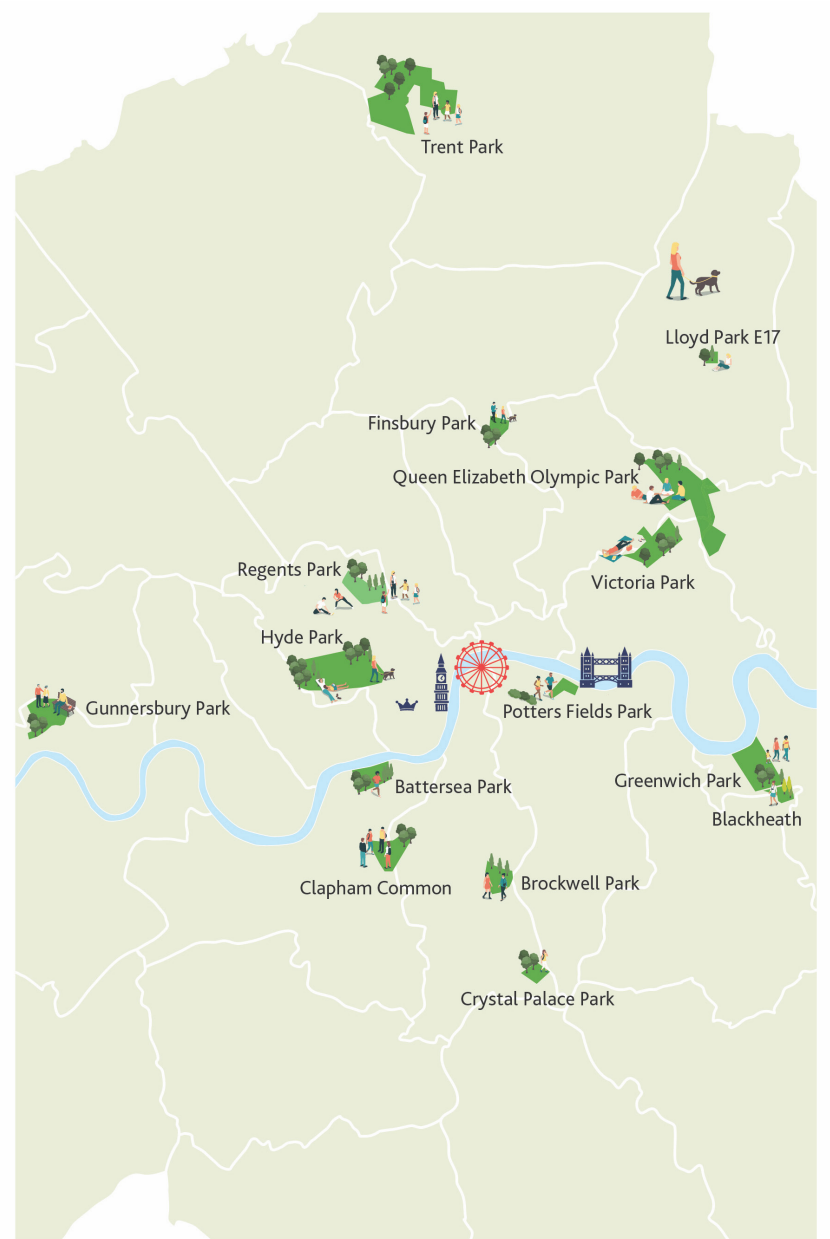 Trent Park
Lloyd Park E17
Finsbury Park
Queen Elizabeth Olympic Park
Regents Park
Victoria Park
Hyde Park
Gunnersbury Park
Potters Fields Park
Greenwich Park
Battersea Park
Blackheath
Clapham Common
Brockwell Park
Crystal Palace Park